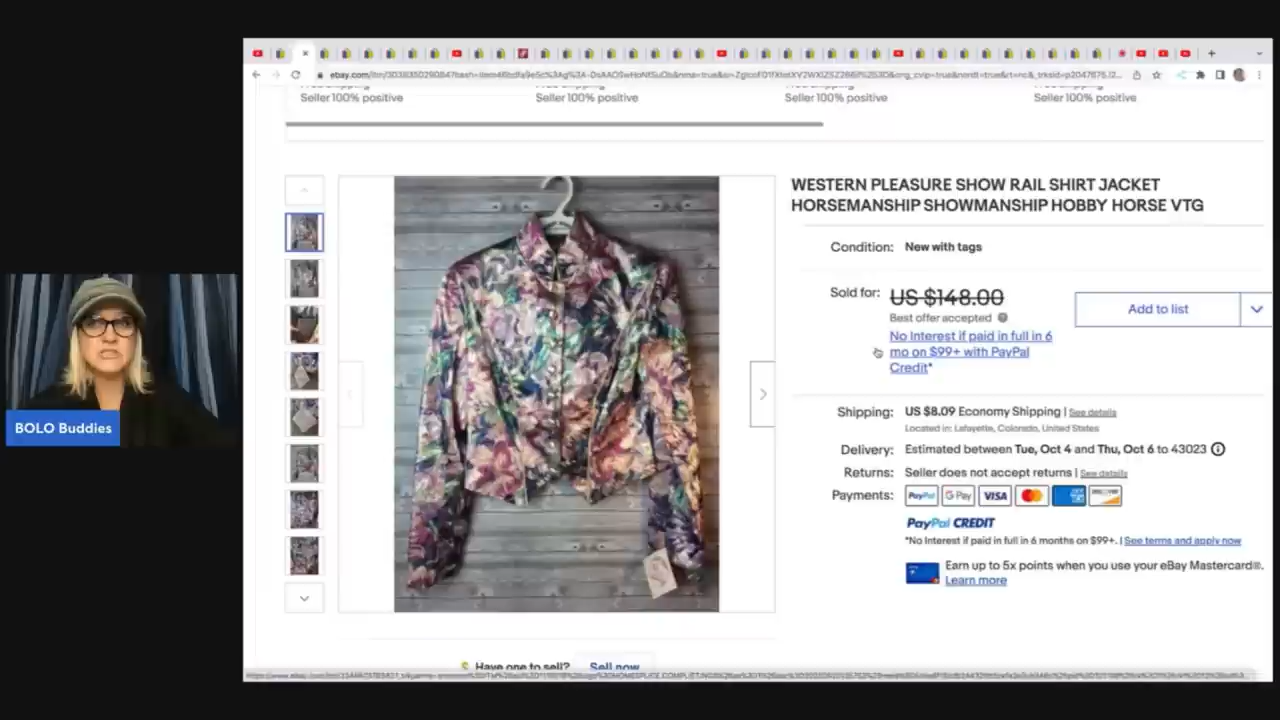 Seller 100% positive
Seller 100% positive
Seller 100% positive
Seller 100% positive
WESTERN PLEASURE SHOW RAIL SHIRT JACKET
HORSEMANSHIP SHOWMANSHIP HOBBY HORSE VTG
Condition: New with tags
Sold for: US $148.00
Best offer accepted
Add to list
No Interest if paid in full in 6
mo on $99+ with PayPal
Credit*
Shipping: US $8.09 Economy Shipping | See details
Located in: Lafayette, Colorado, United States
Delivery: Estimated between Tue, Oct 4 and Thu, Oct 6 to 43023
Returns: Seller does not accept returns | See details
Payments: PayPal G Pay VISA
PayPal CREDIT
*No Interest if paid in full in 6 months on $99+. | See terms and apply now
Earn up to 5x points when you use your eBay Mastercard®.
Learn more
Have one to sell? Sell now
BOLO Buddies